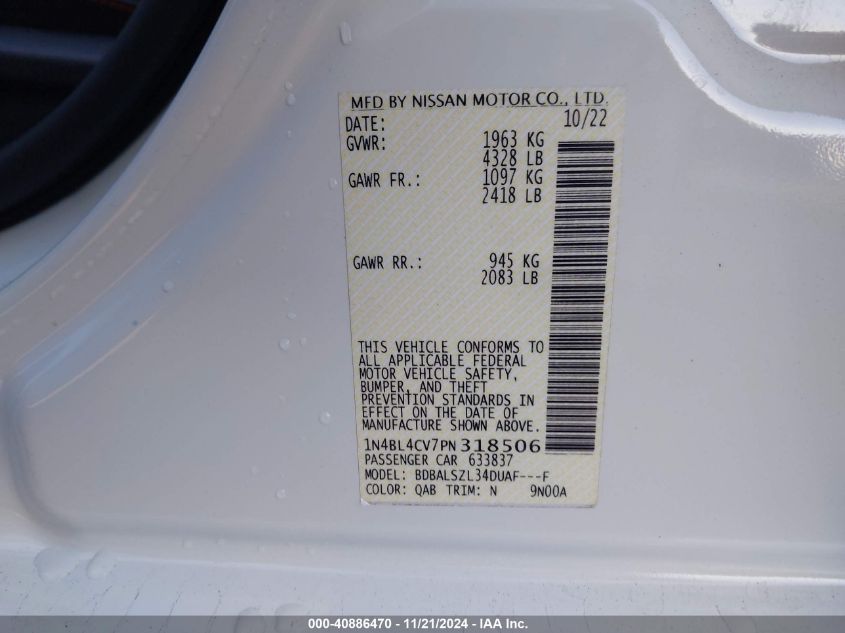 MFD BY NISSAN MOTOR CO., LTD.
DATE: 10/22
GVWR: 1963 KG
4328 LB
GAWR FR.: 1097 KG
2418 LB
GAWR RR.: 945 KG
2083 LB
THIS VEHICLE CONFORMS TO
ALL APPLICABLE FEDERAL
MOTOR VEHICLE SAFETY,
BUMPER, AND THEFT
PREVENTION STANDARDS IN
EFFECT ON THE DATE OF
MANUFACTURE SHOWN ABOVE.
1N4BL4CV7PN318506
PASSENGER CAR 633837
MODEL: BDBALSZL34DUAF---F
COLOR: QAB TRIM: N 9N00A
000-40886470 - 11/21/2024 - IAA, Inc.